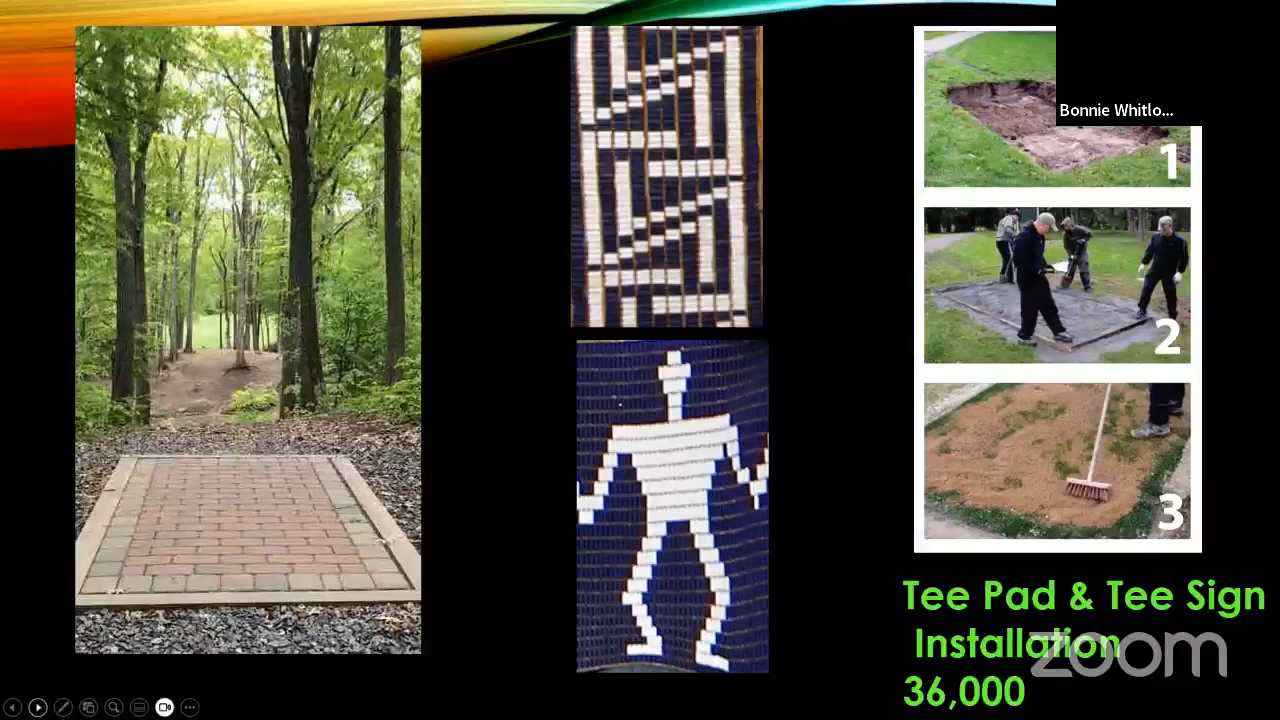 Bonnie Whitlo...
1
2
3
Tee Pad & Tee Sign
Installation
36,000
zoom